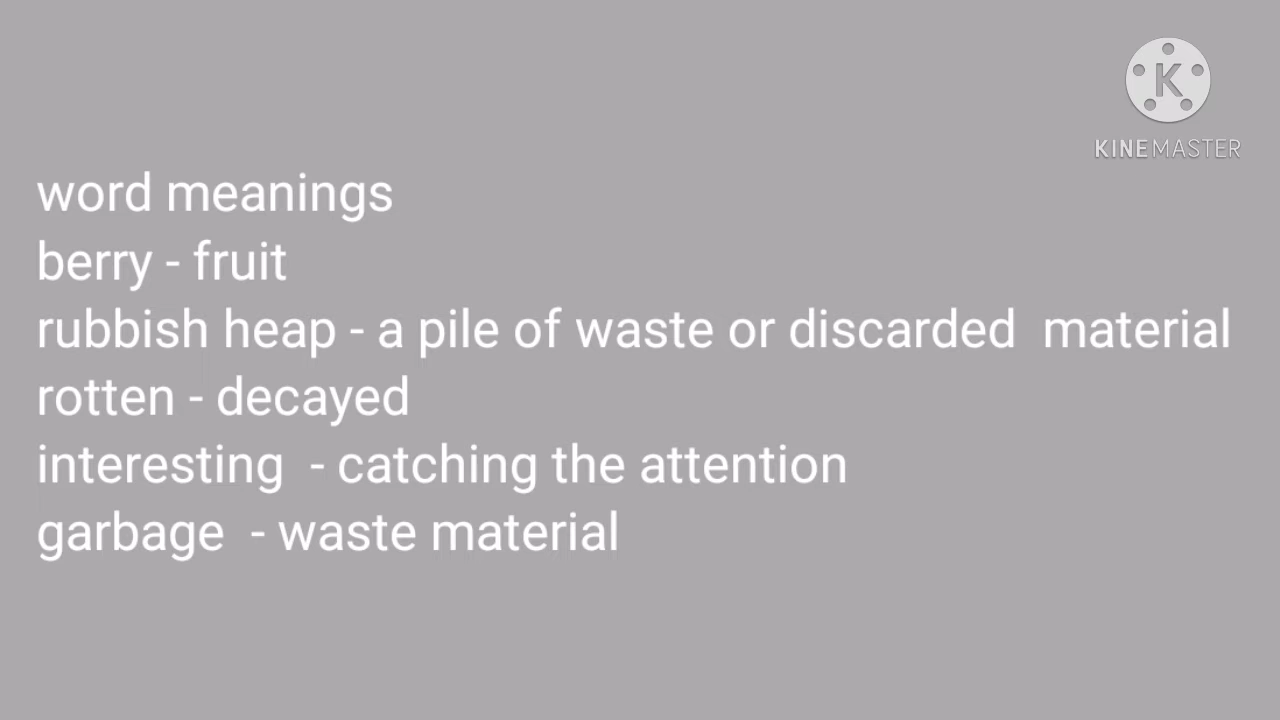 K
KINEMASTER
word meanings
berry - fruit
rubbish heap - a pile of waste or discarded  material
rotten - decayed
interesting  - catching the attention
garbage  - waste material